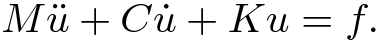 Mü + Cu̇ + Ku = f.